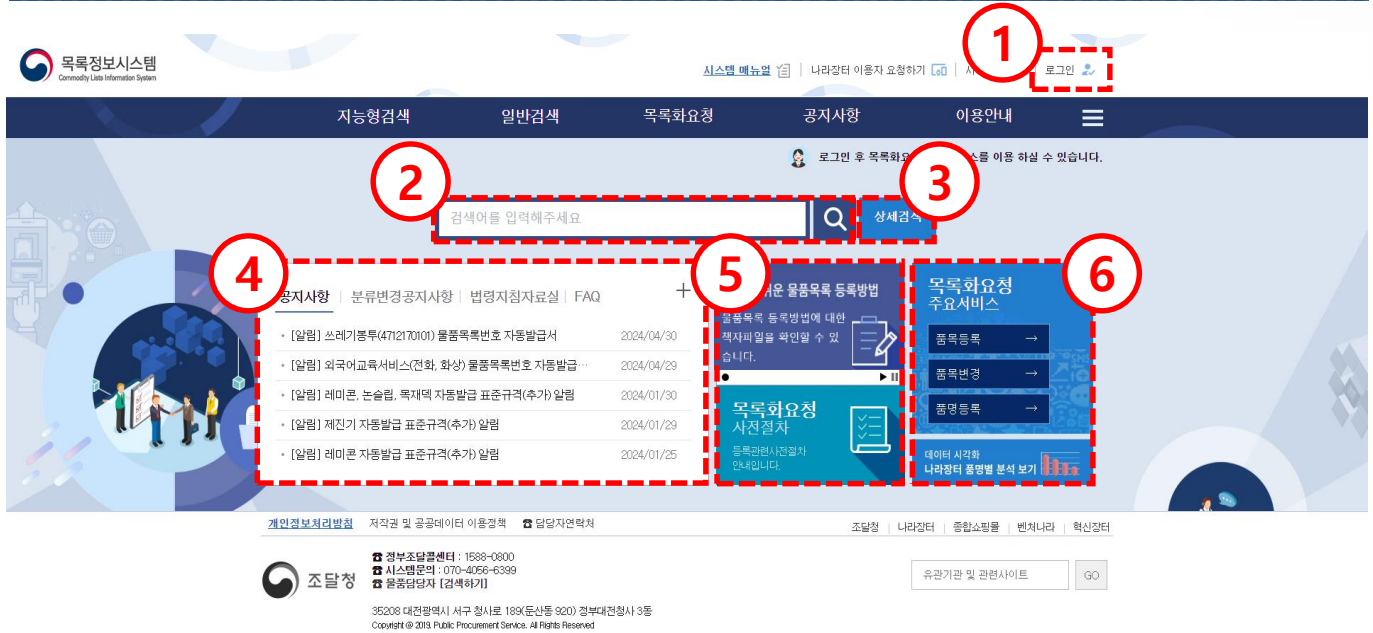 1
목록정보시스템
Commodity Lists Information System
시스템 매뉴얼 | 나라장터 이용자 요청하기 | 로그인
지능형검색 일반검색 목록화요청 공지사항 이용안내
로그인 후 목록화요 스를 이용 하실 수 있습니다.
2
3
검색어를 입력해주세요
상세검색
4
5
6
공지사항 | 분류변경공지사항 | 법령지침자료실 | FAQ +
• [알림] 쓰레기봉투(4712170101) 물품목록번호 자동발급서 2024/04/30
• [알림] 외국어교육서비스(전화, 화상) 물품목록번호 자동발급… 2024/04/29
• [알림] 레미콘, 논슬립, 목재덱 자동발급 표준규격(추가) 알림 2024/01/30
• [알림] 제진기 자동발급 표준규격(추가) 알림 2024/01/29
• [알림] 레미콘 자동발급 표준규격(추가) 알림 2024/01/25
운 물품목록 등록방법
물품목록 등록방법에 대한
책자파일을 확인할 수 있
습니다.
목록화요청
사전절차
등록관련사전절차
안내입니다.
목록화요청
주요서비스
품목등록 →
품목변경 →
품명등록 →
데이터 시각화
나라장터 품명별 분석 보기
개인정보처리방침 저작권 및 공공데이터 이용정책 ☎ 담당자연락처
조달청 | 나라장터 | 종합쇼핑몰 | 벤처나라 | 혁신장터
조달청
☎ 정부조달콜센터 : 1588-0800
☎ 시스템문의 : 070-4056-6399
☎ 물품담당자 [검색하기]
유관기관 및 관련사이트 GO
35208 대전광역시 서구 청사로 189(둔산동 920) 정부대전청사 3동
Copyright @ 2019. Public Procurement Service. All Rights Reserved